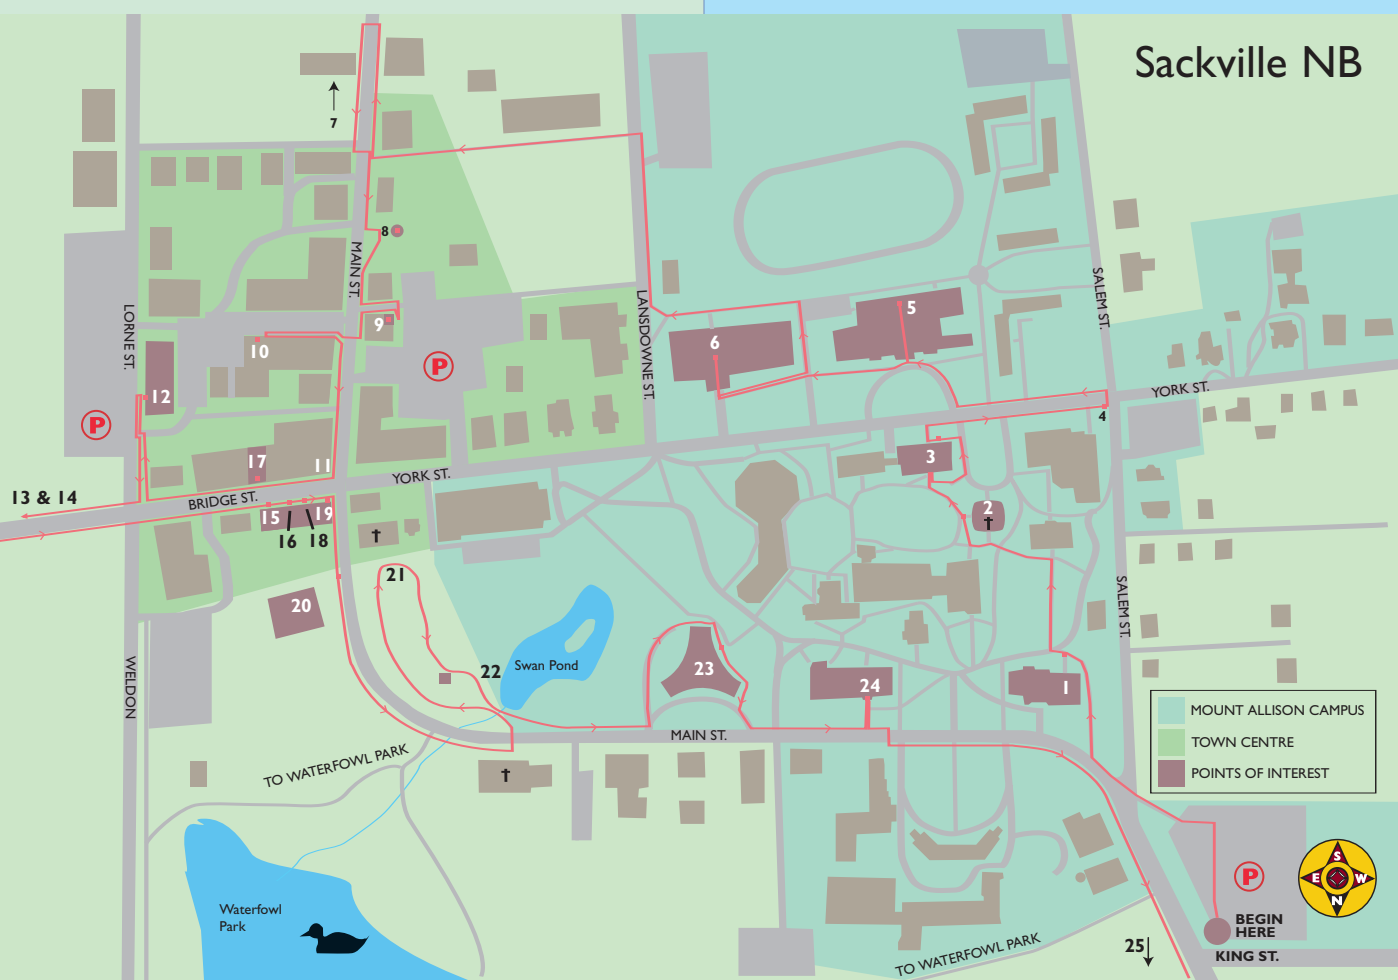 Sackville NB
7
8
MAIN ST.
9
5
6
LORNE ST.
LANSDOWNE ST.
SALEM ST.
10
P
12
P
YORK ST.
4
17
11
3
YORK ST.
13 & 14
BRIDGE ST.
15
19
16
18
2
21
20
SALEM ST.
22
Swan Pond
23
24
1
WELDON
MAIN ST.
MOUNT ALLISON CAMPUS
TOWN CENTRE
POINTS OF INTEREST
TO WATERFOWL PARK
P
S
E
W
N
Waterfowl
Park
BEGIN
HERE
TO WATERFOWL PARK
25
KING ST.